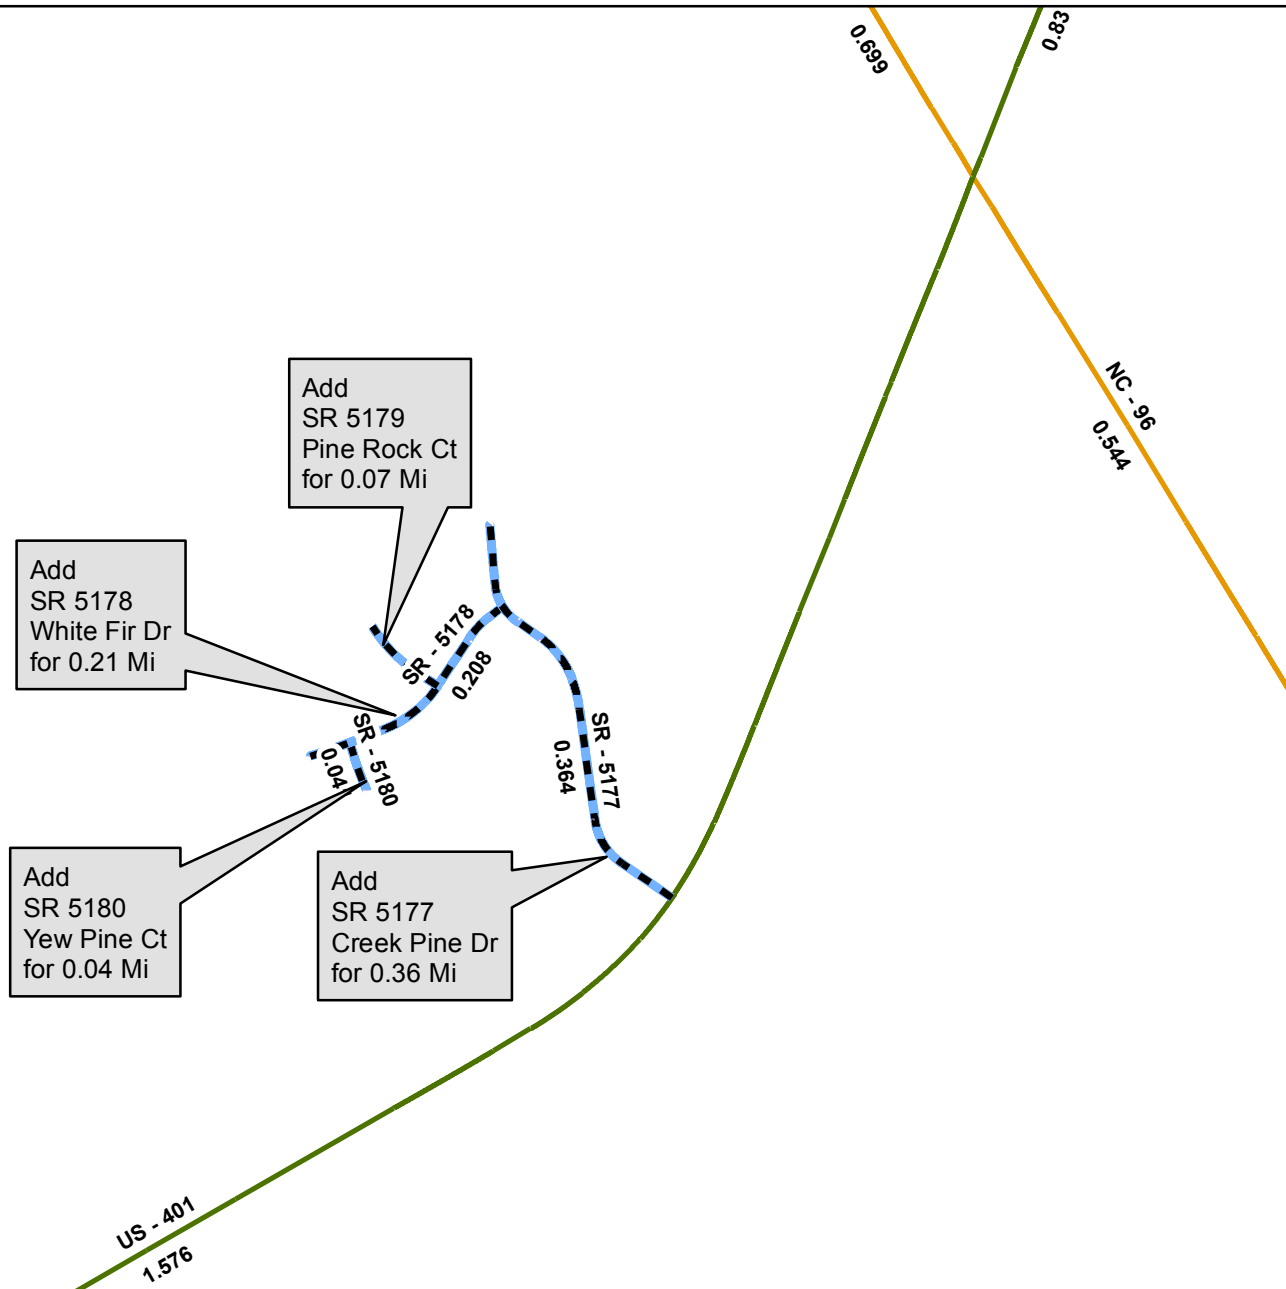 0.699
0.83
NC - 96
0.544
Add
SR 5179
Pine Rock Ct
for 0.07 Mi
Add
SR 5178
White Fir Dr
for 0.21 Mi
SR - 5178
0.208
SR - 5180
0.04
SR - 5177
0.364
Add
SR 5180
Yew Pine Ct
for 0.04 Mi
Add
SR 5177
Creek Pine Dr
for 0.36 Mi
US - 401
1.576